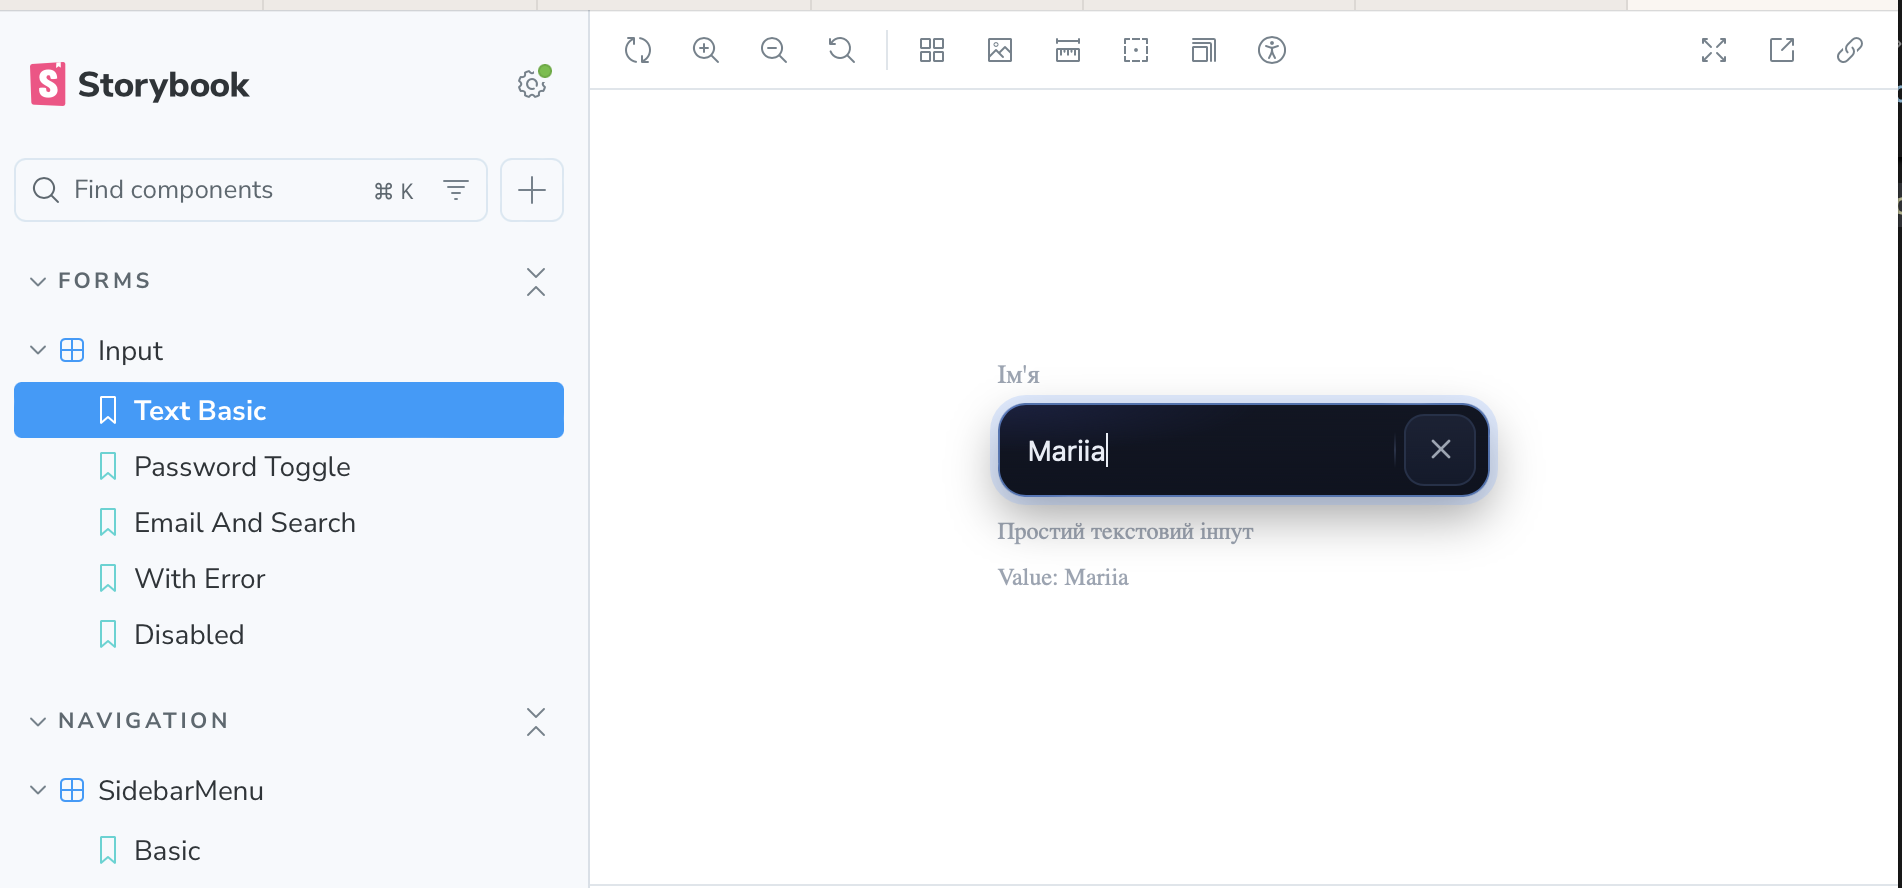 Storybook
Find components
⌘ K
FORMS
Input
Text Basic
Password Toggle
Email And Search
With Error
Disabled
NAVIGATION
SidebarMenu
Basic
Ім'я
Mariia
Простий текстовий інпут
Value: Mariia